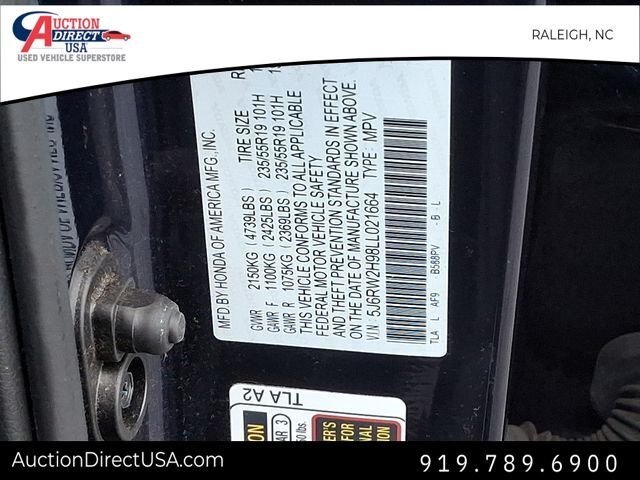 AUCTION
DIRECT
USA
USED VEHICLE SUPERSTORE
RALEIGH, NC
MFD.BY HONDA OF AMERICA MFG.,INC.
TIRE SIZE
GVWR 2150KG (4739LBS)
GAWR F 1100KG (2425LBS) 235/55R19 101H
GAWR R 1075KG (2369LBS) 235/55R19 101H
THIS VEHICLE CONFORMS TO ALL APPLICABLE
FEDERAL MOTOR VEHICLE SAFETY
AND THEFT PREVENTION STANDARDS IN EFFECT
ON THE DATE OF MANUFACTURE SHOWN ABOVE.
V.I.N: 5J6RW2H98LL021664 TYPE: MPV
TLA L AF9 B588PV - B - L
TLA A2
AuctionDirectUSA.com
919.789.6900